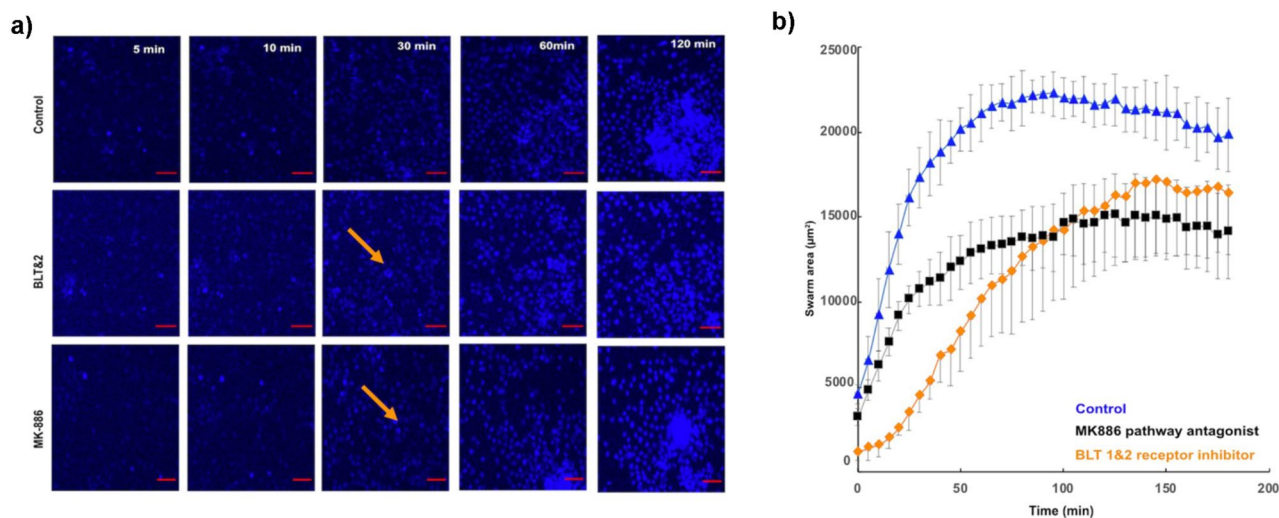 a)
5 min 10 min 30 min 60min 120 min
Control
BLT&2
MK-886
b)
25000
20000
15000
10000
5000
0
Swarm area (µm²)
0 50 100 150 200
Time (min)
Control
MK886 pathway antagonist
BLT 1&2 receptor inhibitor